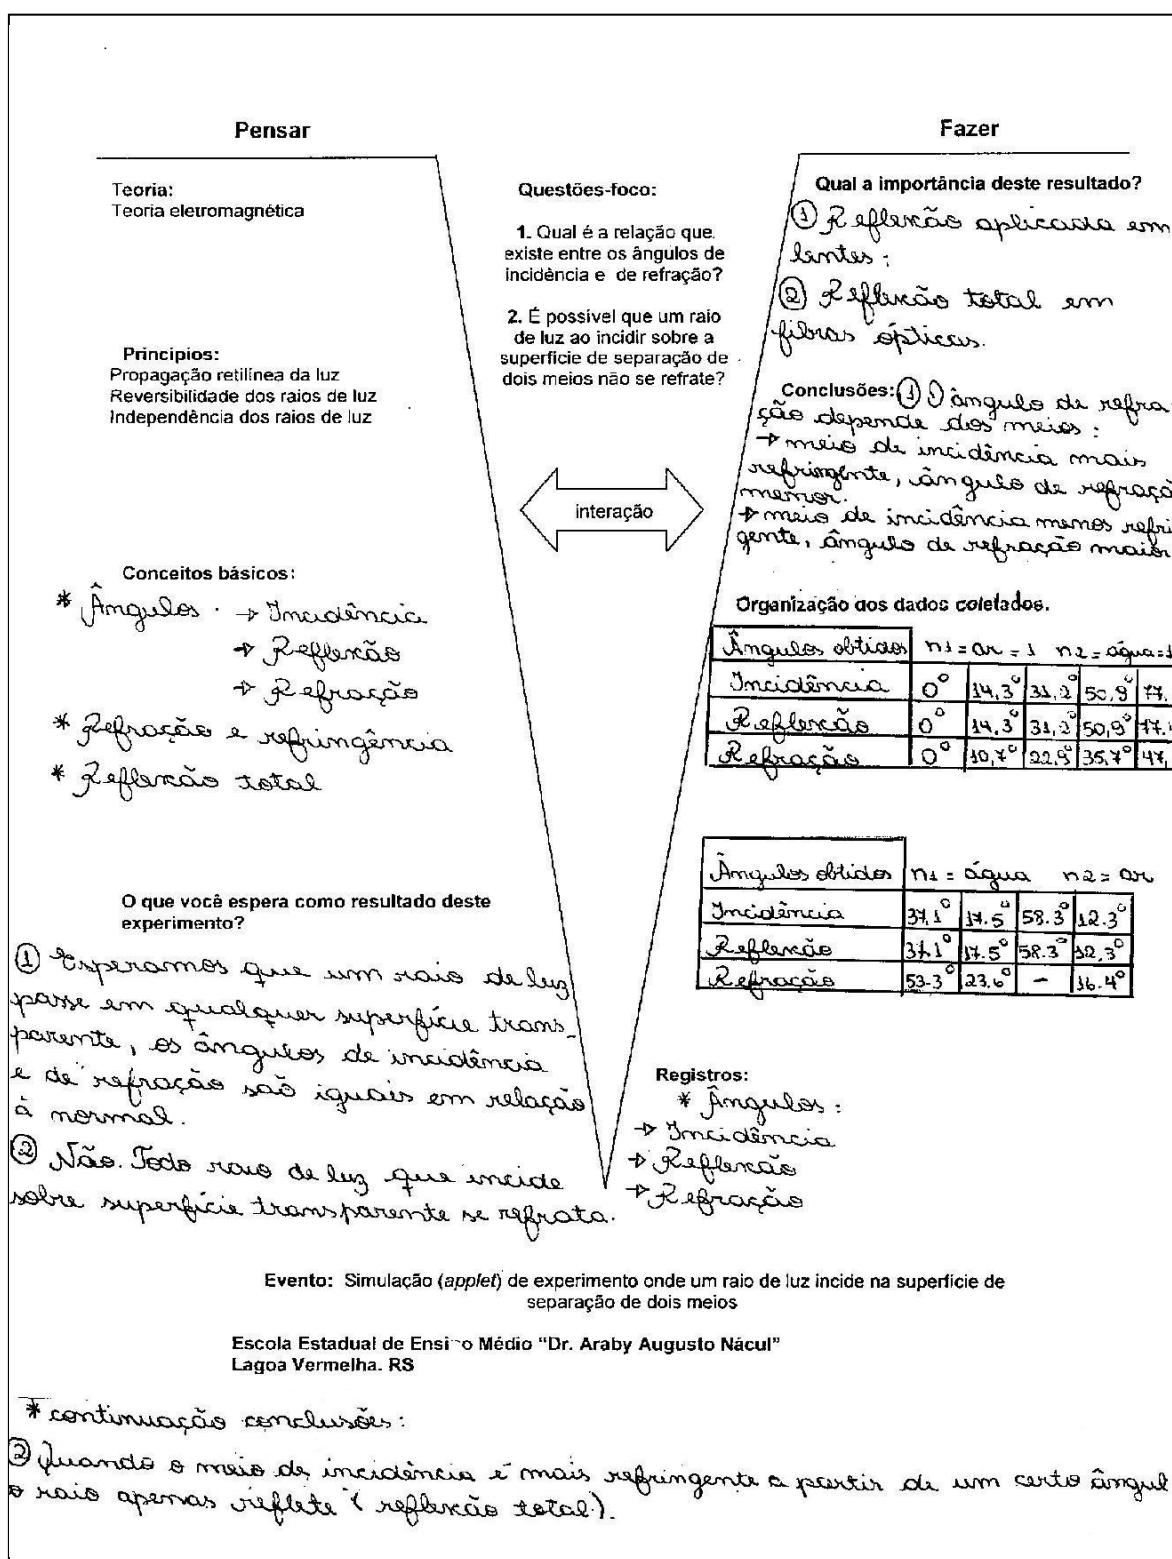 Pensar
Teoria:
Teoria eletromagnética
Princípios:
Propagação retilínea da luz
Reversibilidade dos raios de luz
Independência dos raios de luz
Conceitos básicos:
* Ângulos. → Incidência
→ Reflexão
→ Refração
* Refração e refringência
* Reflexão total
O que você espera como resultado deste
experimento?
① Esperamos que um raio de luz
passe em qualquer superfície trans-
parente, os ângulos de incidência
e de refração são iguais em relação
à normal.
② Não. Todo raio de luz que incide
sobre superfície transparente se refrata.
Questões-foco:
1. Qual é a relação que
existe entre os ângulos de
incidência e de refração?
2. É possível que um raio
de luz ao incidir sobre a
superfície de separação de
dois meios não se refrate?
interação
Fazer
Qual a importância deste resultado?
① Reflexão aplicada em
lentes;
② Reflexão total em
fibras ópticas.
Conclusões: ① O ângulo de refra
ção depende dos meios:
→ meio de incidência mais
refringente, ângulo de refraçã
menor.
→ meio de incidência menos refri
gente, ângulo de refração maior
Organização dos dados coletados.
Ângulos obtidos n1 = ar = 1 n2 = água = 1
Incidência 0° 14,3° 31,2° 50,9° 77.
Reflexão 0° 14,3° 31,2° 50,9° 77.
Refração 0° 10,7° 22,9° 35,7° 47,
Ângulos obtidos n1 = água n2 = ar
Incidência 37,1° 17.5° 58.3° 12.3°
Reflexão 37.1° 17.5° 58.3° 12,3°
Refração 53.3° 23.6° - 16.4°
Registros:
* Ângulos:
→ Incidência
→ Reflexão
→ Refração
Evento: Simulação (applet) de experimento onde um raio de luz incide na superfície de
separação de dois meios
Escola Estadual de Ensino Médio "Dr. Araby Augusto Nácul"
Lagoa Vermelha. RS
* continuação conclusões:
② Quando o meio de incidência é mais refringente a partir de um certo ângul
o raio apenas reflete (reflexão total).